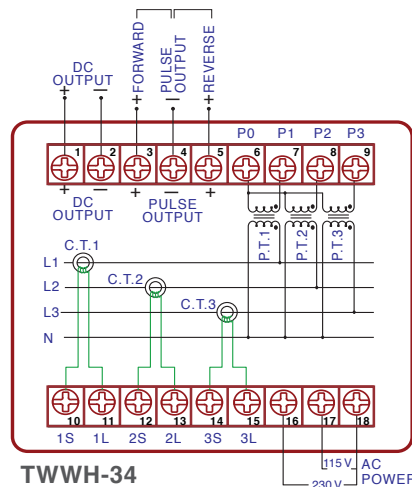 FORWARD PULSE OUTPUT REVERSE
DC OUTPUT
+ − + − +
1 2 3 4 5 6 7 8 9
P0 P1 P2 P3
+ − + − +
DC OUTPUT
PULSE OUTPUT
P.T.1 P.T.2 P.T.3
C.T.1
L1
C.T.2
L2
C.T.3
L3
N
10 11 12 13 14 15 16 17 18
1S 1L 2S 2L 3S 3L
115V AC POWER
230V
TWWH-34